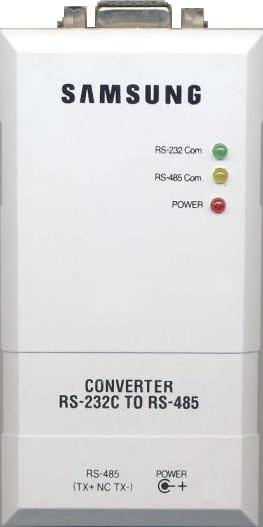 SAMSUNG
RS-232 Com.
RS-485 Com.
POWER
CONVERTER
RS-232C TO RS-485
RS-485 POWER
(TX+ NC TX-) +